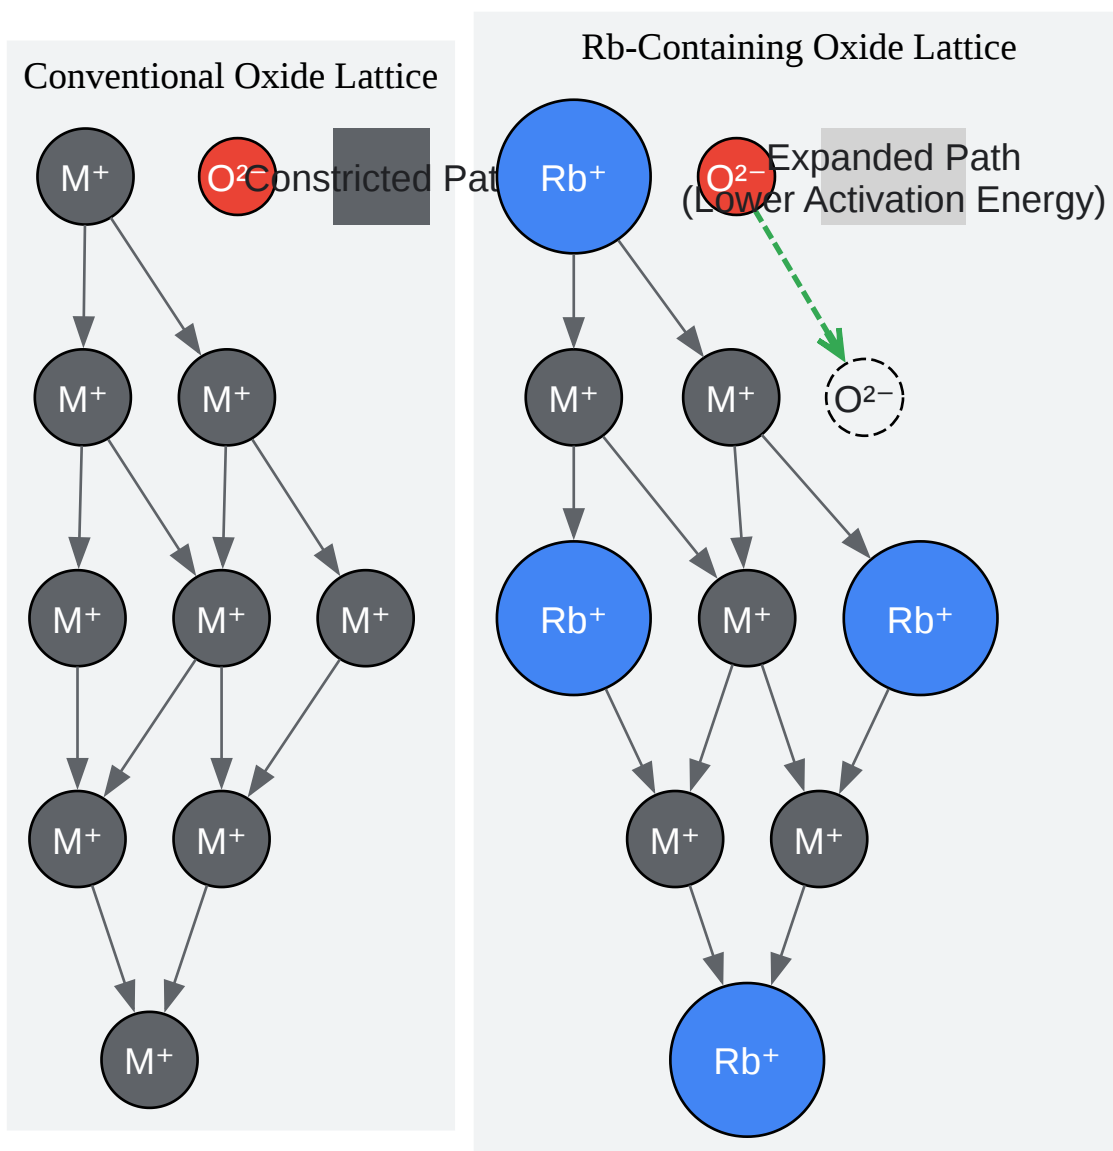 Conventional Oxide Lattice
M⁺
O²⁻
Constricted Pat
M⁺
M⁺
M⁺
M⁺
M⁺
M⁺
M⁺
M⁺
Rb-Containing Oxide Lattice
Rb⁺
O²⁻
Expanded Path
(Lower Activation Energy)
M⁺
M⁺
O²⁻
Rb⁺
M⁺
Rb⁺
M⁺
M⁺
Rb⁺